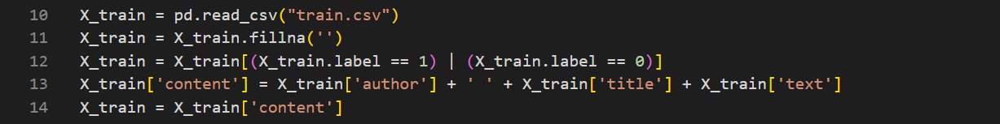 10 X_train = pd.read_csv("train.csv")
11 X_train = X_train.fillna('')
12 X_train = X_train[(X_train.label == 1) | (X_train.label == 0)]
13 X_train['content'] = X_train['author'] + ' ' + X_train['title'] + X_train['text']
14 X_train = X_train['content']